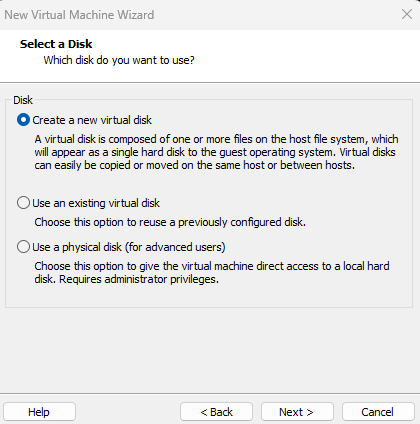 New Virtual Machine Wizard
Select a Disk
Which disk do you want to use?
Disk
Create a new virtual disk
A virtual disk is composed of one or more files on the host file system, which
will appear as a single hard disk to the guest operating system. Virtual disks
can easily be copied or moved on the same host or between hosts.
Use an existing virtual disk
Choose this option to reuse a previously configured disk.
Use a physical disk (for advanced users)
Choose this option to give the virtual machine direct access to a local hard
disk. Requires administrator privileges.
Help
< Back
Next >
Cancel